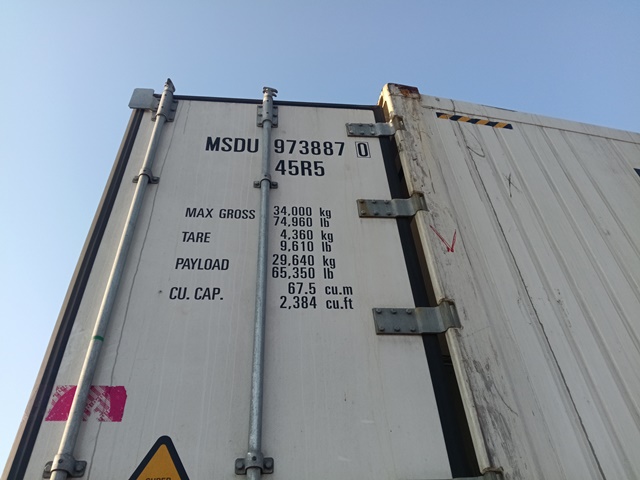 MSDU 973887 0
45R5
MAX GROSS 34,000 kg
74,960 lb
TARE 4,360 kg
9,610 lb
PAYLOAD 29,640 kg
65,350 lb
CU. CAP. 67.5 cu.m
2,384 cu.ft